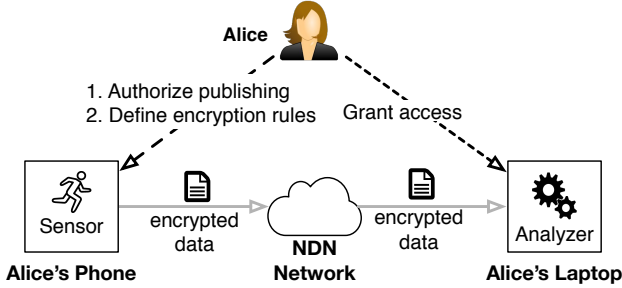 Alice
1. Authorize publishing
2. Define encryption rules
Grant access
Sensor
encrypted
data
encrypted
data
Analyzer
Alice's Phone
NDN
Network
Alice's Laptop